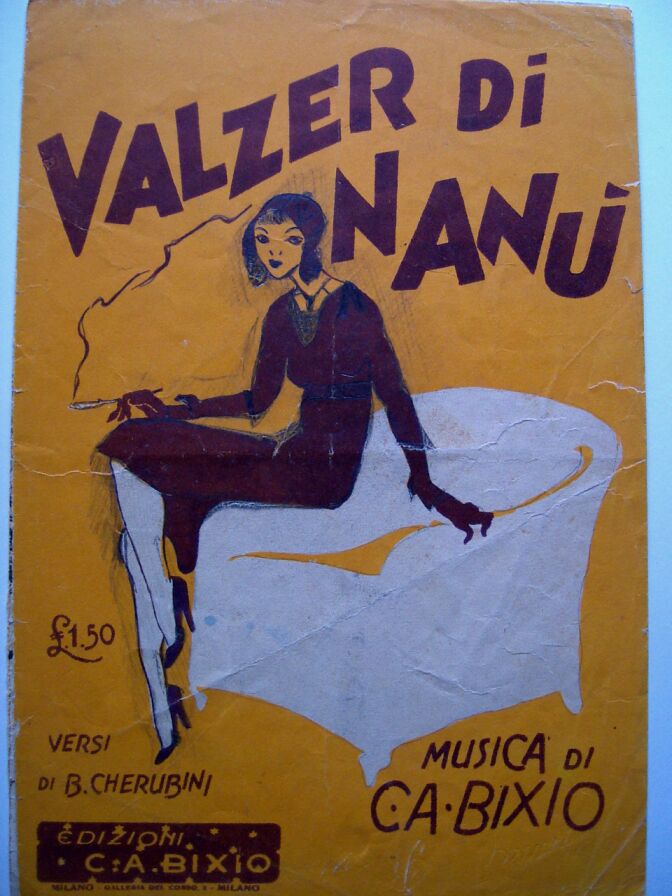 VALZER Di
NANÙ
£.1.50
VERSI
DI B. CHERUBINI
MUSICA DI
C.A.BIXIO
EDIZIONI
C.A.BIXIO
MILANO - GALLERIA DEL CORSO, 2 - MILANO